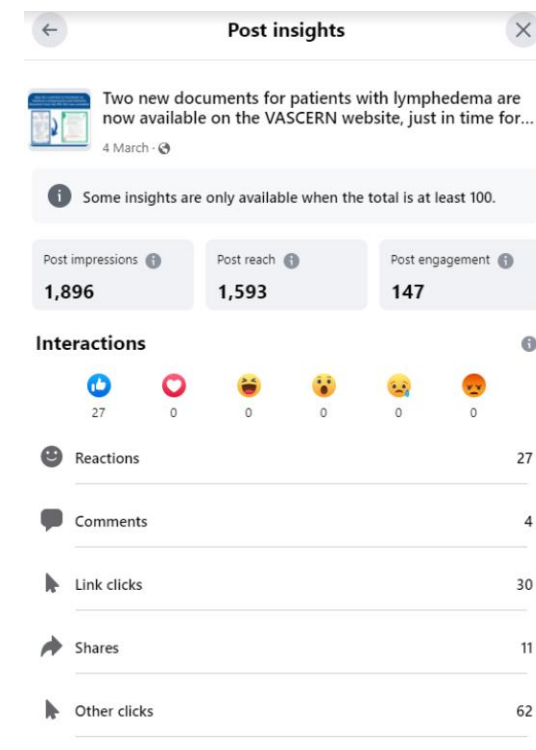 Post insights
Two new documents for patients with lymphedema are
now available on the VASCERN website, just in time for...
4 March ·
Some insights are only available when the total is at least 100.
Post impressions
Post reach
Post engagement
1,896
1,593
147
Interactions
27 0 0 0 0 0
Reactions 27
Comments 4
Link clicks 30
Shares 11
Other clicks 62